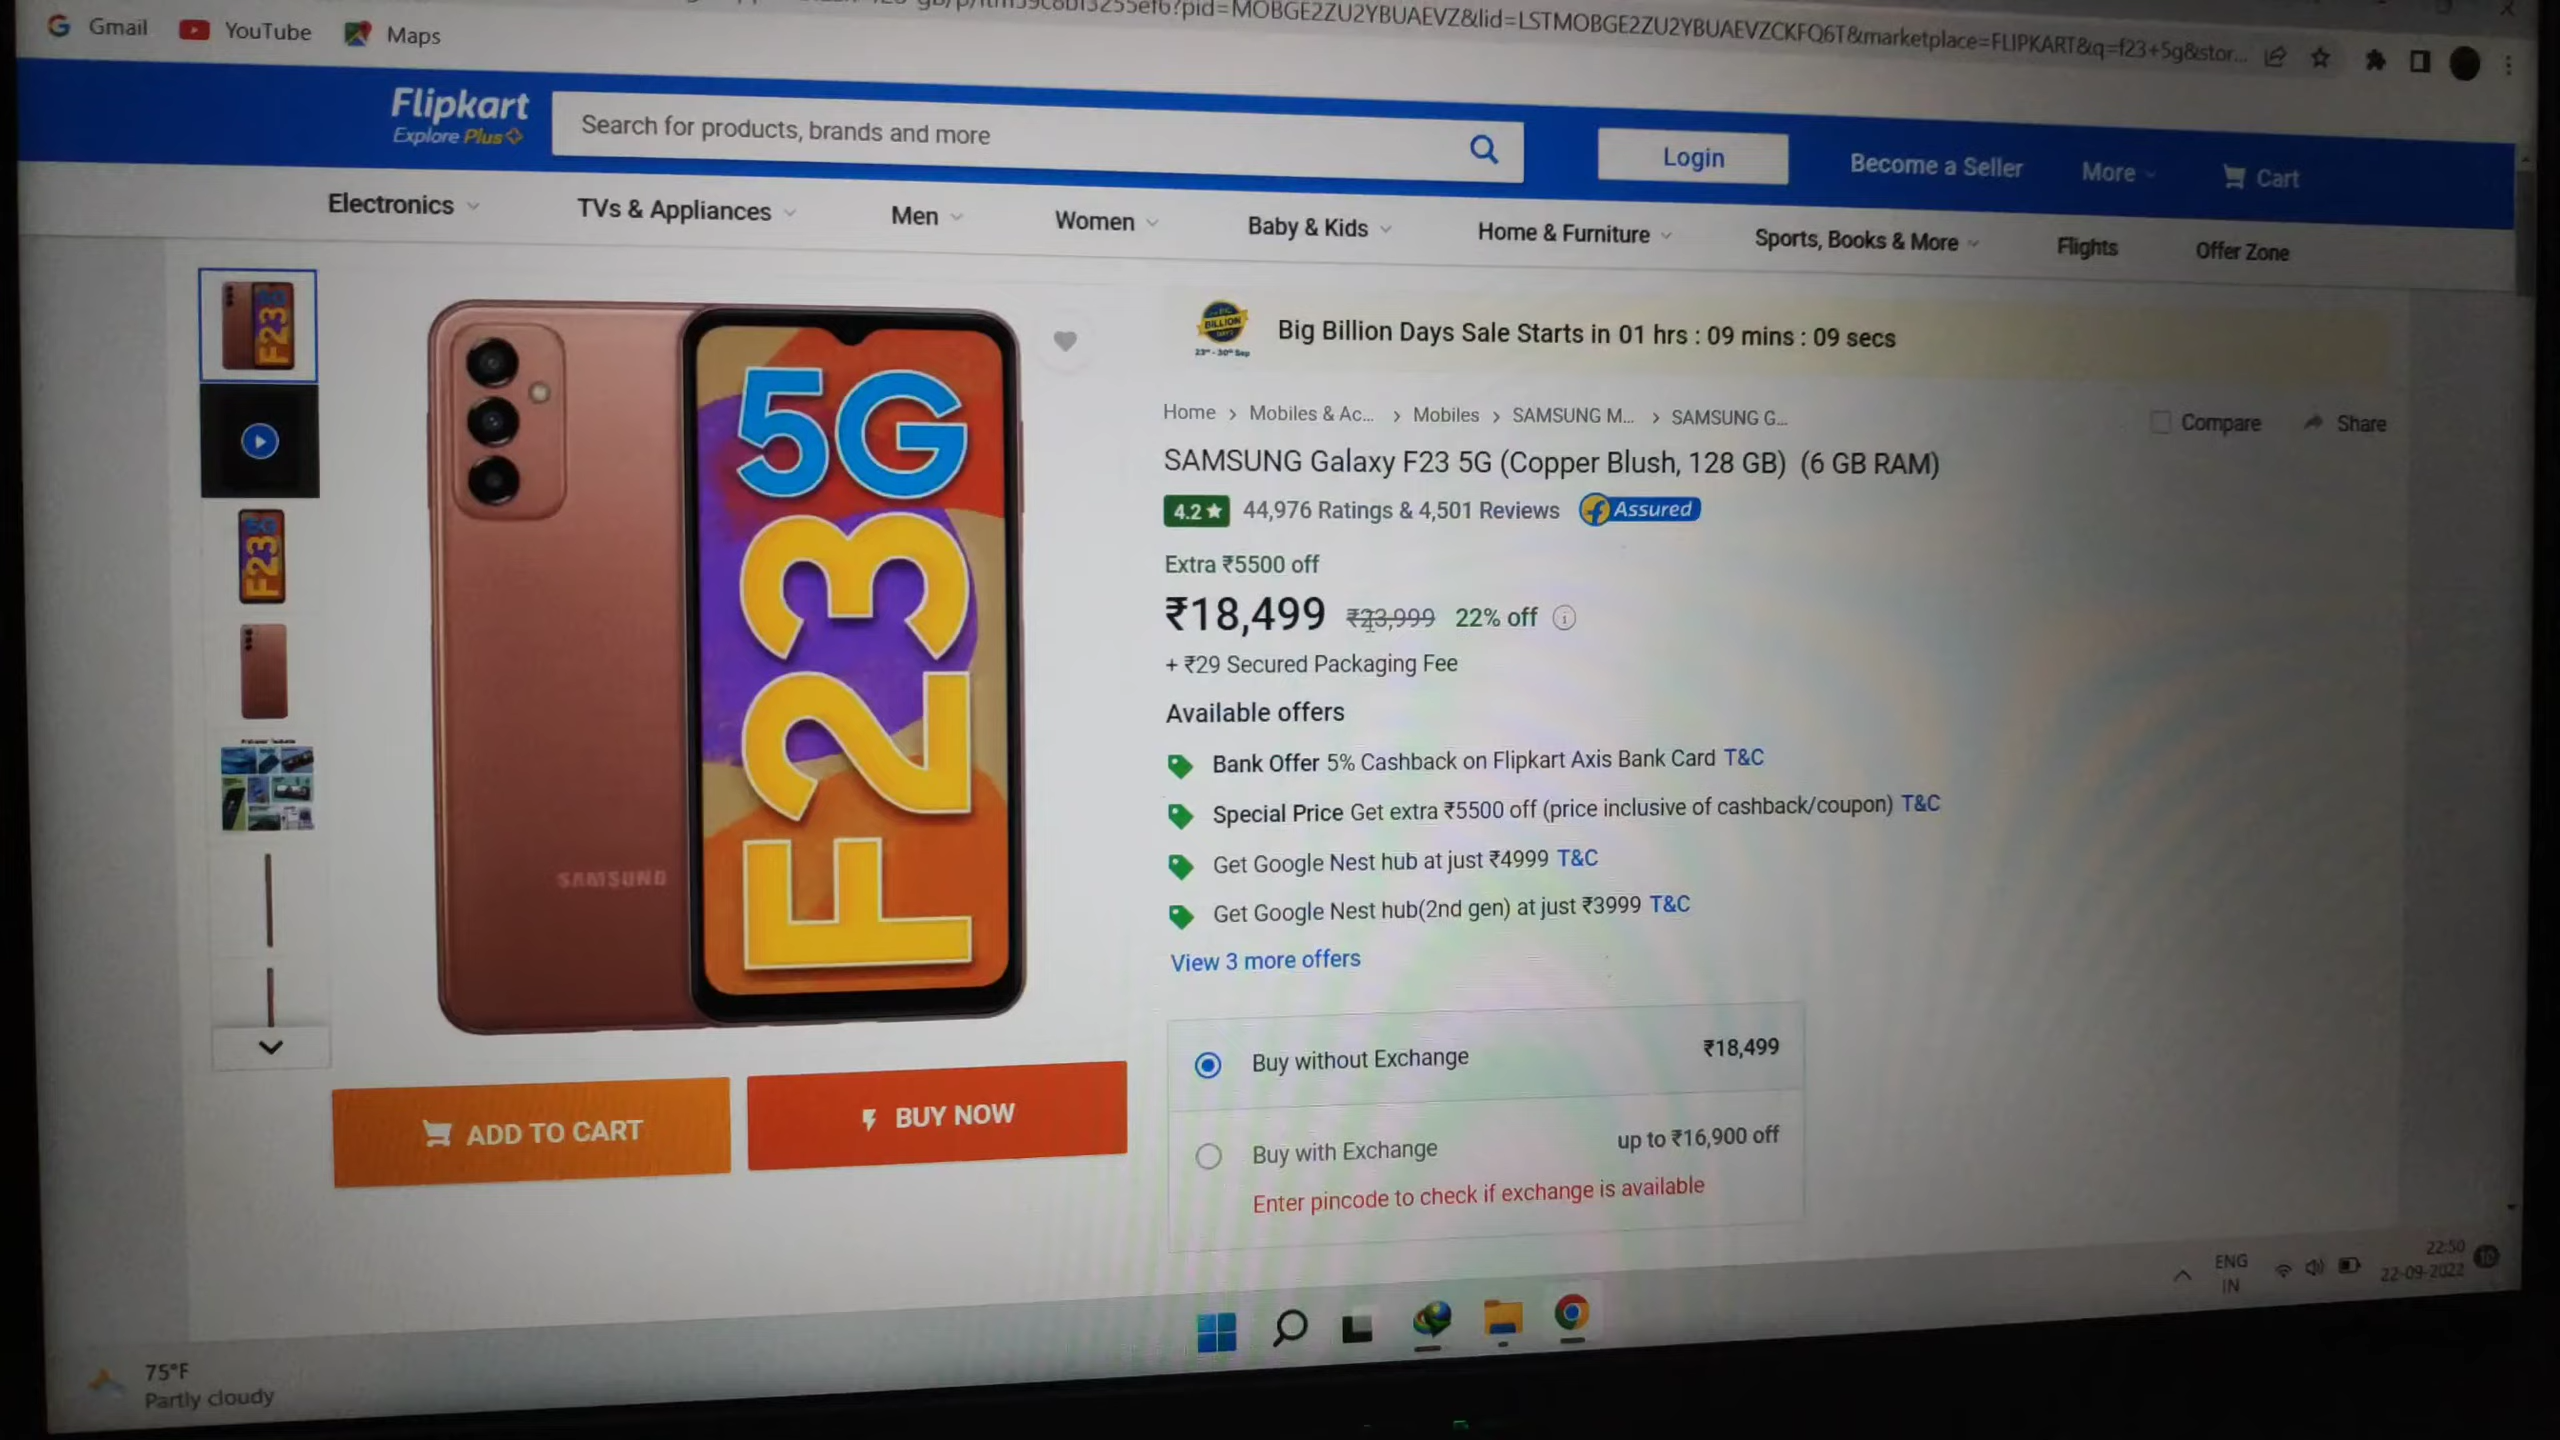 Gmail YouTube Maps
?pid=MOBGE2ZU2YBUAEVZ&lid=LSTMOBGE2ZU2YBUAEVZCKFQ6T&marketplace=FLIPKART&q=f23+5g&stor...
Flipkart
Explore Plus
Search for products, brands and more
Login
Become a Seller
More
Cart
Electronics TVs & Appliances Men Women Baby & Kids Home & Furniture Sports, Books & More Flights Offer Zone
BILLION
Big Billion Days Sale Starts in 01 hrs : 09 mins : 09 secs
Home > Mobiles & Ac... > Mobiles > SAMSUNG M... > SAMSUNG G...
Compare Share
SAMSUNG Galaxy F23 5G (Copper Blush, 128 GB) (6 GB RAM)
4.2★ 44,976 Ratings & 4,501 Reviews Assured
Extra ₹5500 off
₹18,499 ₹23,999 22% off
+ ₹29 Secured Packaging Fee
Available offers
Bank Offer 5% Cashback on Flipkart Axis Bank Card T&C
Special Price Get extra ₹5500 off (price inclusive of cashback/coupon) T&C
Get Google Nest hub at just ₹4999 T&C
Get Google Nest hub(2nd gen) at just ₹3999 T&C
View 3 more offers
Buy without Exchange ₹18,499
Buy with Exchange up to ₹16,900 off
Enter pincode to check if exchange is available
5G
F23
SAMSUNG
ADD TO CART
BUY NOW
75°F
Partly cloudy
ENG
IN
22:50
22-09-2022